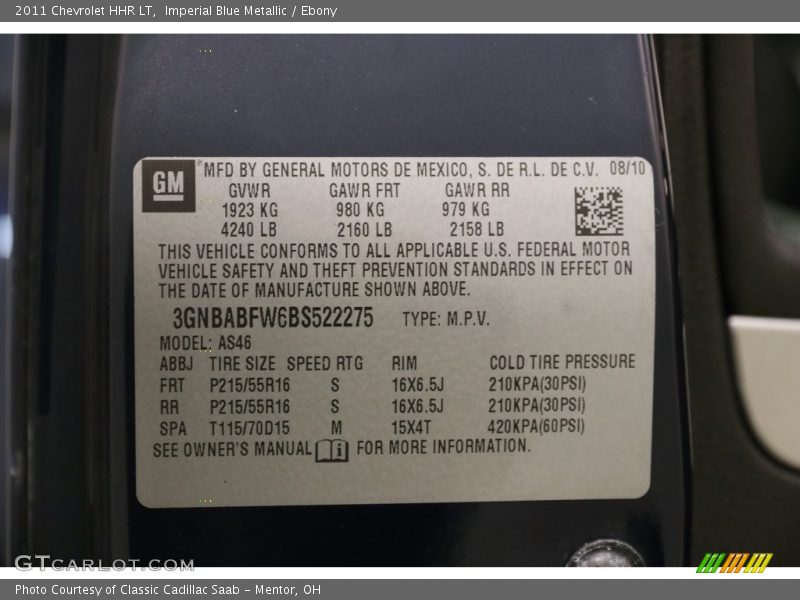 2011 Chevrolet HHR LT, Imperial Blue Metallic / Ebony
GM
® MFD BY GENERAL MOTORS DE MEXICO, S. DE R.L. DE C.V. 08/10
GVWR GAWR FRT GAWR RR
1923 KG 980 KG 979 KG
4240 LB 2160 LB 2158 LB
THIS VEHICLE CONFORMS TO ALL APPLICABLE U.S. FEDERAL MOTOR
VEHICLE SAFETY AND THEFT PREVENTION STANDARDS IN EFFECT ON
THE DATE OF MANUFACTURE SHOWN ABOVE.
3GNBABFW6BS522275 TYPE: M.P.V.
MODEL: AS46
ABBJ TIRE SIZE SPEED RTG RIM COLD TIRE PRESSURE
FRT P215/55R16 S 16X6.5J 210KPA(30PSI)
RR P215/55R16 S 16X6.5J 210KPA(30PSI)
SPA T115/70D15 M 15X4T 420KPA(60PSI)
SEE OWNER'S MANUAL i FOR MORE INFORMATION.
GTCARLOT.COM
Photo Courtesy of Classic Cadillac Saab - Mentor, OH